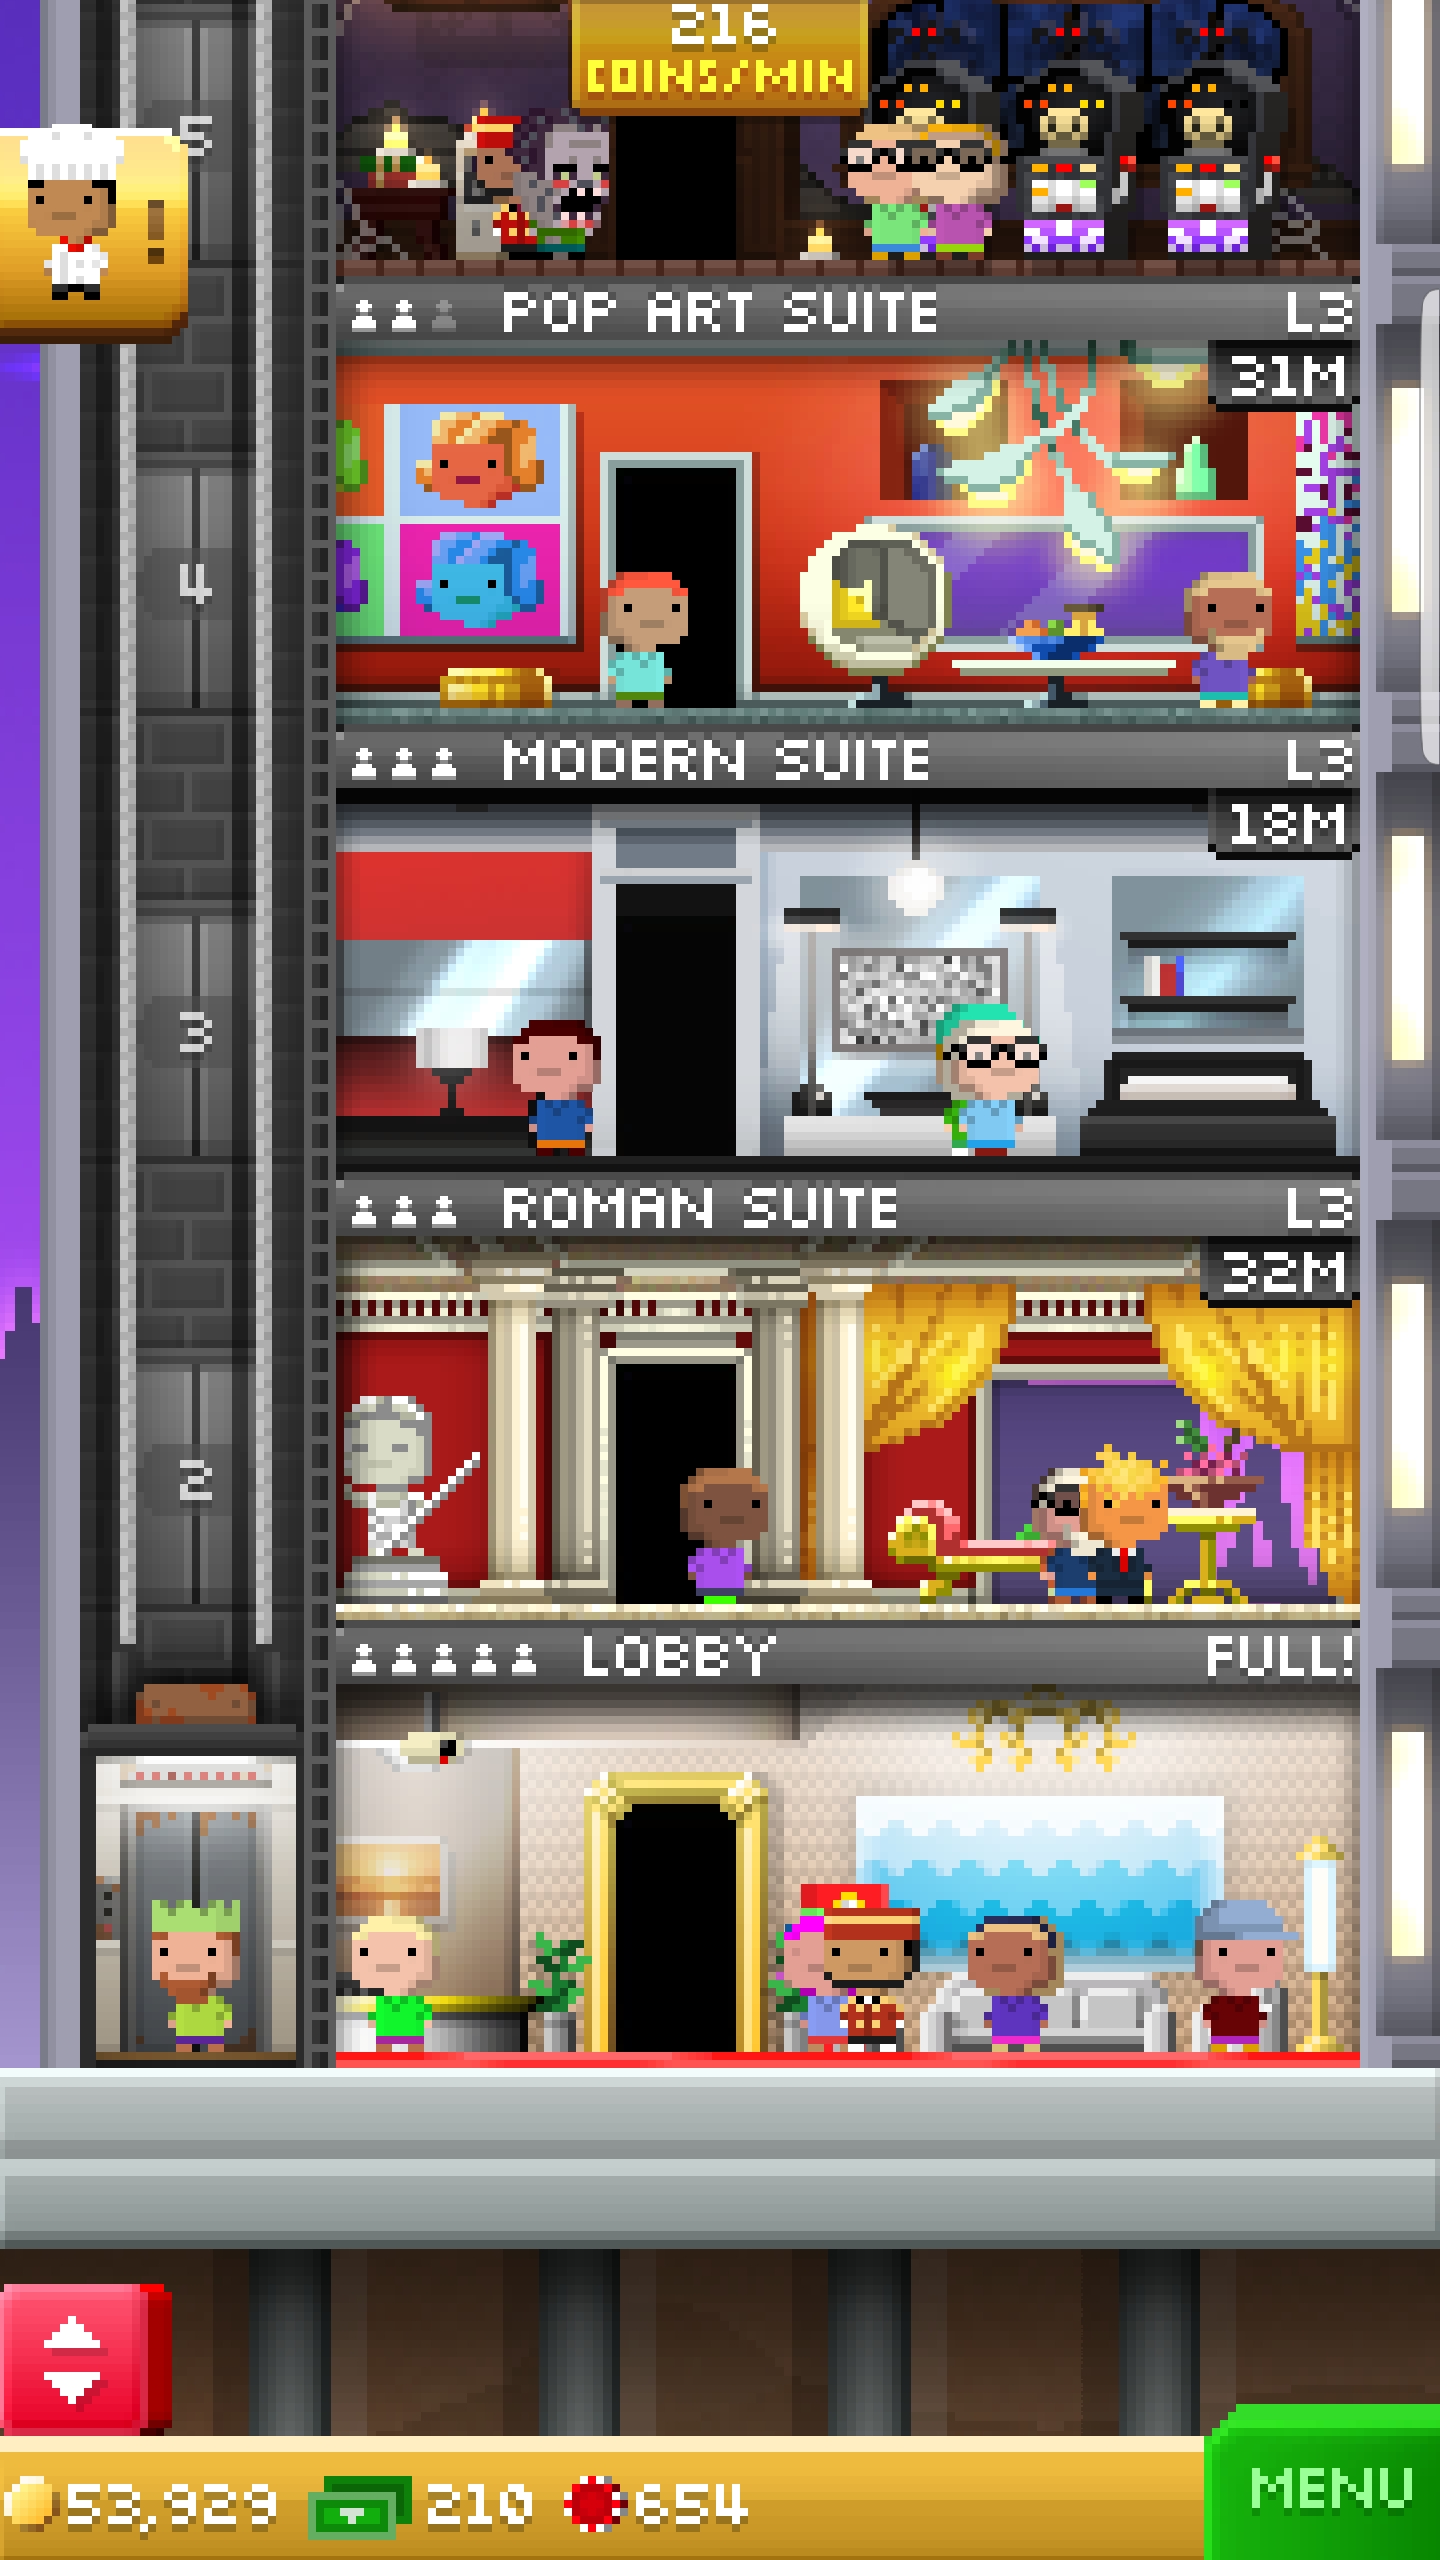 216
COINS/MIN
5
!
POP ART SUITE L3
31M
4
MODERN SUITE L3
18M
3
ROMAN SUITE L3
32M
2
LOBBY FULL!
53,929 210 654
MENU